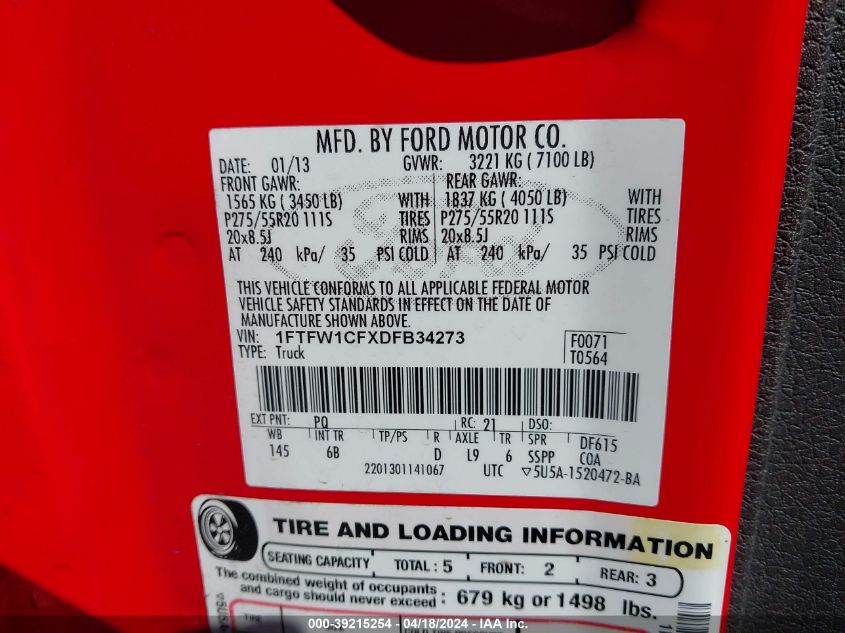 MFD. BY FORD MOTOR CO.
DATE: 01/13 GVWR: 3221 KG ( 7100 LB)
FRONT GAWR: REAR GAWR:
1565 KG ( 3450 LB) WITH 1837 KG ( 4050 LB) WITH
P275/55R20 111S TIRES P275/55R20 111S TIRES
20x8.5J RIMS 20x8.5J RIMS
AT 240 kPa/ 35 PSI COLD AT 240 kPa/ 35 PSI COLD
THIS VEHICLE CONFORMS TO ALL APPLICABLE FEDERAL MOTOR
VEHICLE SAFETY STANDARDS IN EFFECT ON THE DATE OF
MANUFACTURE SHOWN ABOVE.
VIN: 1FTFW1CFXDFB34273 F0071
TYPE: Truck T0564
EXT PNT: PQ RC: 21 DSO:
WB INT TR TP/PS R AXLE TR SPR DF615
145 6B D L9 6 SSPP COA
2201301141067 UTC ▽5U5A-1520472-BA
TIRE AND LOADING INFORMATION
SEATING CAPACITY TOTAL: 5 FRONT: 2 REAR: 3
The combined weight of occupants
and cargo should never exceed: 679 kg or 1498 lbs.
TIRE
000-39215254 - 04/18/2024 - IAA Inc.